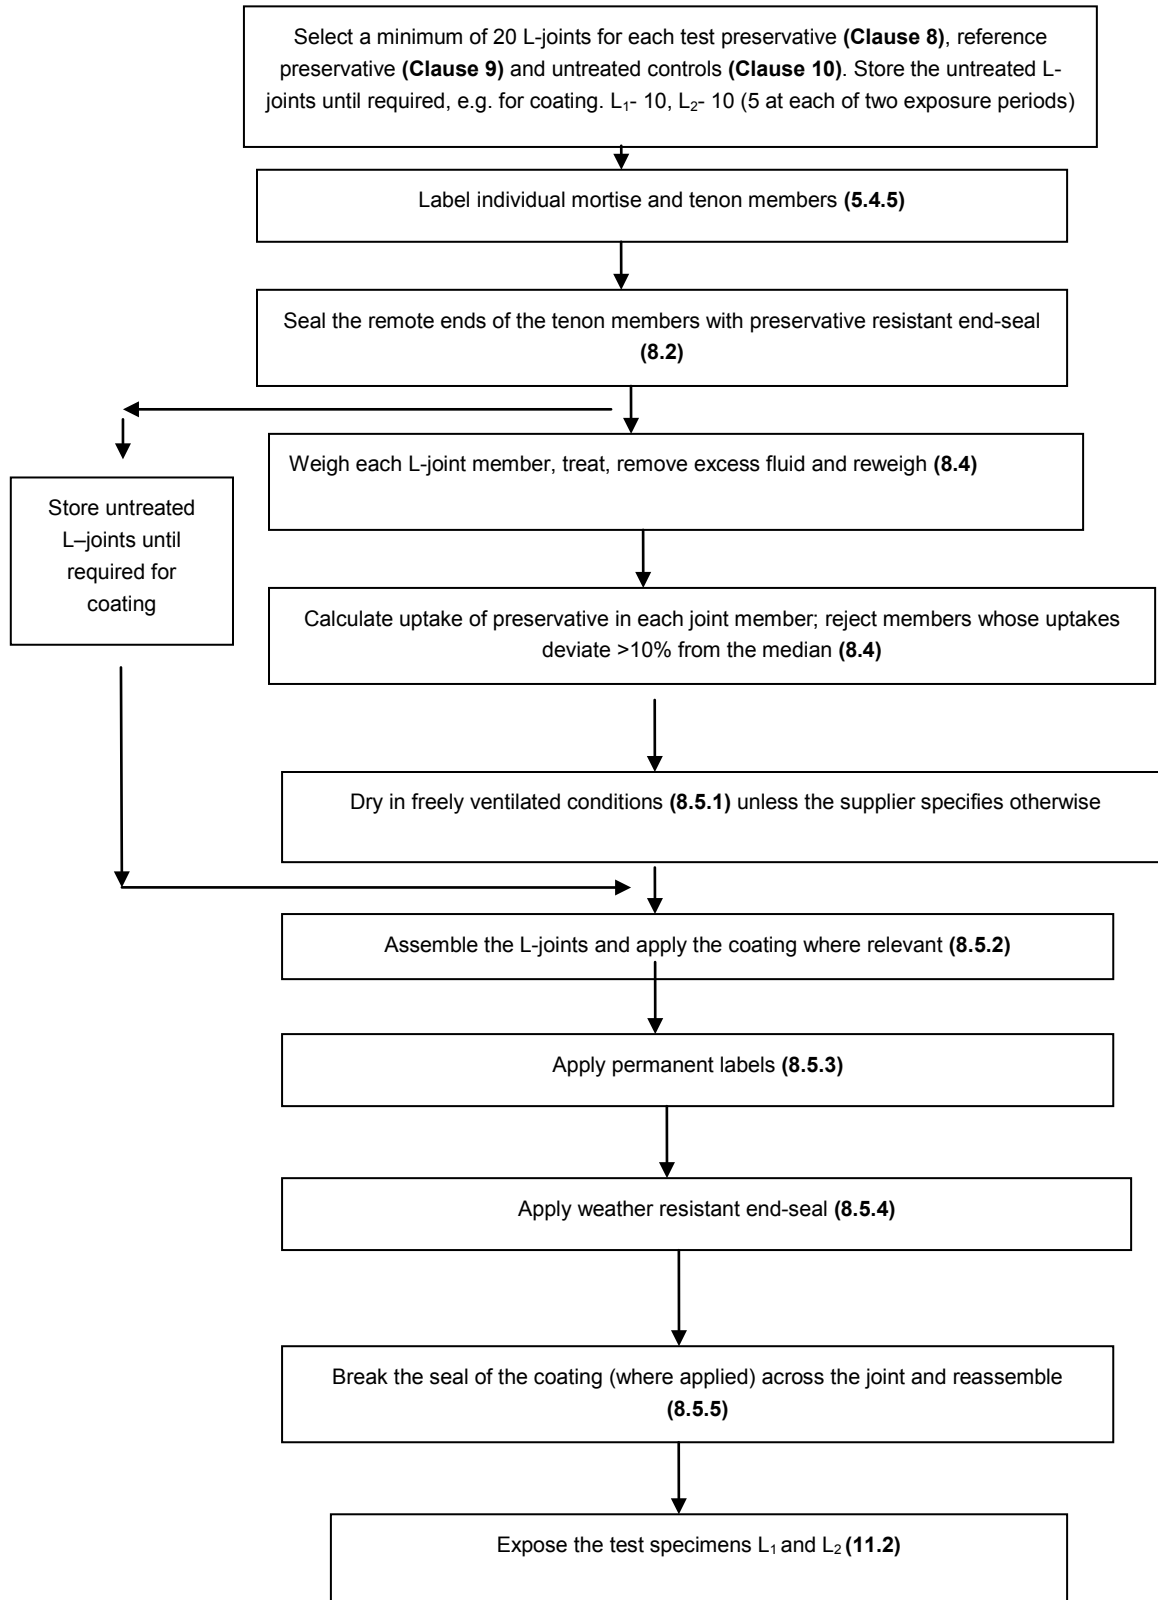 Select a minimum of 20 L-joints for each test preservative (Clause 8), reference
preservative (Clause 9) and untreated controls (Clause 10). Store the untreated L-
joints until required, e.g. for coating. L₁- 10, L₂- 10 (5 at each of two exposure periods)
Label individual mortise and tenon members (5.4.5)
Seal the remote ends of the tenon members with preservative resistant end-seal
(8.2)
Weigh each L-joint member, treat, remove excess fluid and reweigh (8.4)
Store untreated
L–joints until
required for
coating
Calculate uptake of preservative in each joint member; reject members whose uptakes
deviate >10% from the median (8.4)
Dry in freely ventilated conditions (8.5.1) unless the supplier specifies otherwise
Assemble the L-joints and apply the coating where relevant (8.5.2)
Apply permanent labels (8.5.3)
Apply weather resistant end-seal (8.5.4)
Break the seal of the coating (where applied) across the joint and reassemble
(8.5.5)
Expose the test specimens L₁ and L₂ (11.2)